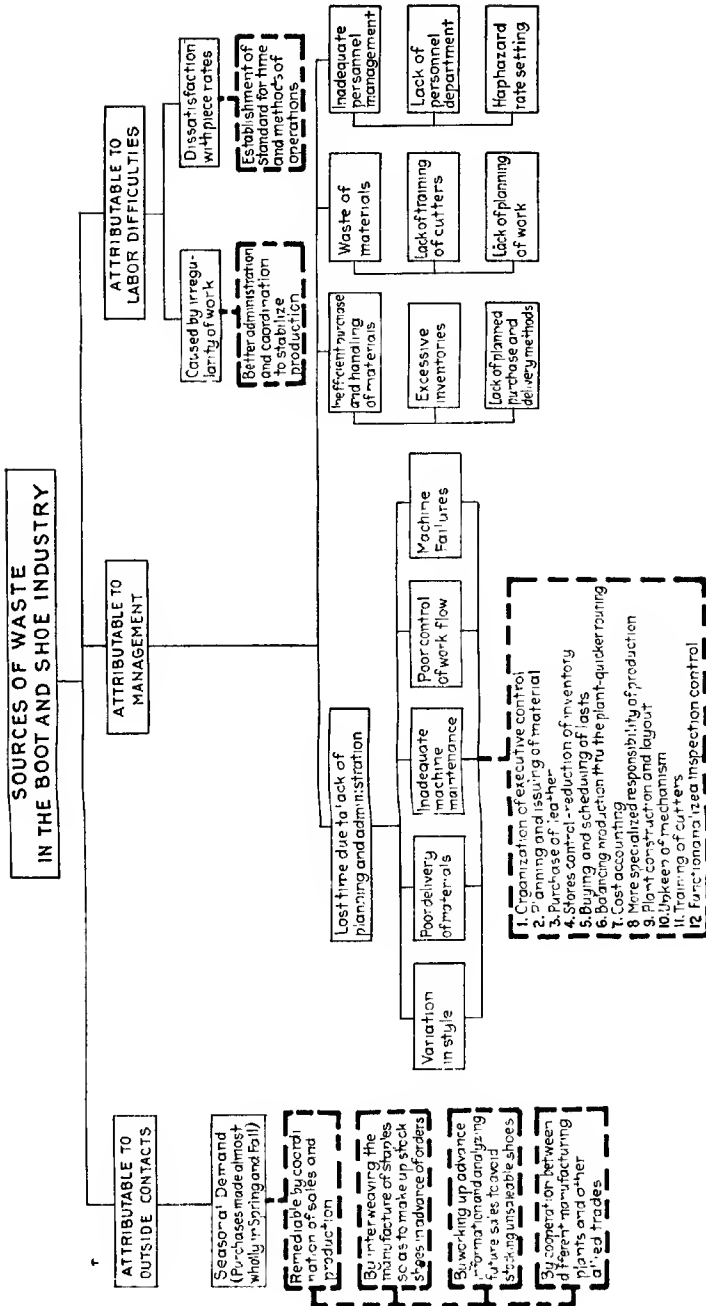 SOURCES OF WASTE
IN THE BOOT AND SHOE INDUSTRY
ATTRIBUTABLE TO
OUTSIDE CONTACTS
Seasonal Demand
(Purchases made almost
wholly in Spring and Fall)
Remediable by coordi
nation of sales and
production
By interweaving the
manufacture of staples
so as to make up stock
shoes in advance of orders
By working up advance
information and analyzing
future sales to avoid
stocking unsaleable shoes
By cooperation between
different manufacturing
plants and other
allied trades
ATTRIBUTABLE TO
MANAGEMENT
Lost time due to lack of
planning and administration
Variation
in style
Poor delivery
of materials
Inadequate
machine
maintenance
Poor control
of work flow
Machine
Failures
1. Organization of executive control
2. Planning and issuing of material
3. Purchase of leather
4. Stores control-reduction of inventory
5. Buying and scheduling of lasts
6. Balancing production thru the plant-quicker routing
7. Cost accounting
8 More specialized responsibility of production
9. Plant construction and layout
10. Upkeep of mechanism
11. Training of cutters
12 Functionalized inspection control
Inefficient purchase
and handling
of materials
Excessive
inventories
Lack of planned
purchase and
delivery methods
Waste of
materials
Lack of training
of cutters
Lack of planning
of work
Inadequate
personnel
management
Lack of
personnel
department
Haphazard
rate setting
ATTRIBUTABLE TO
LABOR DIFFICULTIES
Caused by irregu-
larity of work
Better administration
and coordination
to stabilize
production
Dissatisfaction
with piece rates
Establishment of
standard for time
and methods of
operations